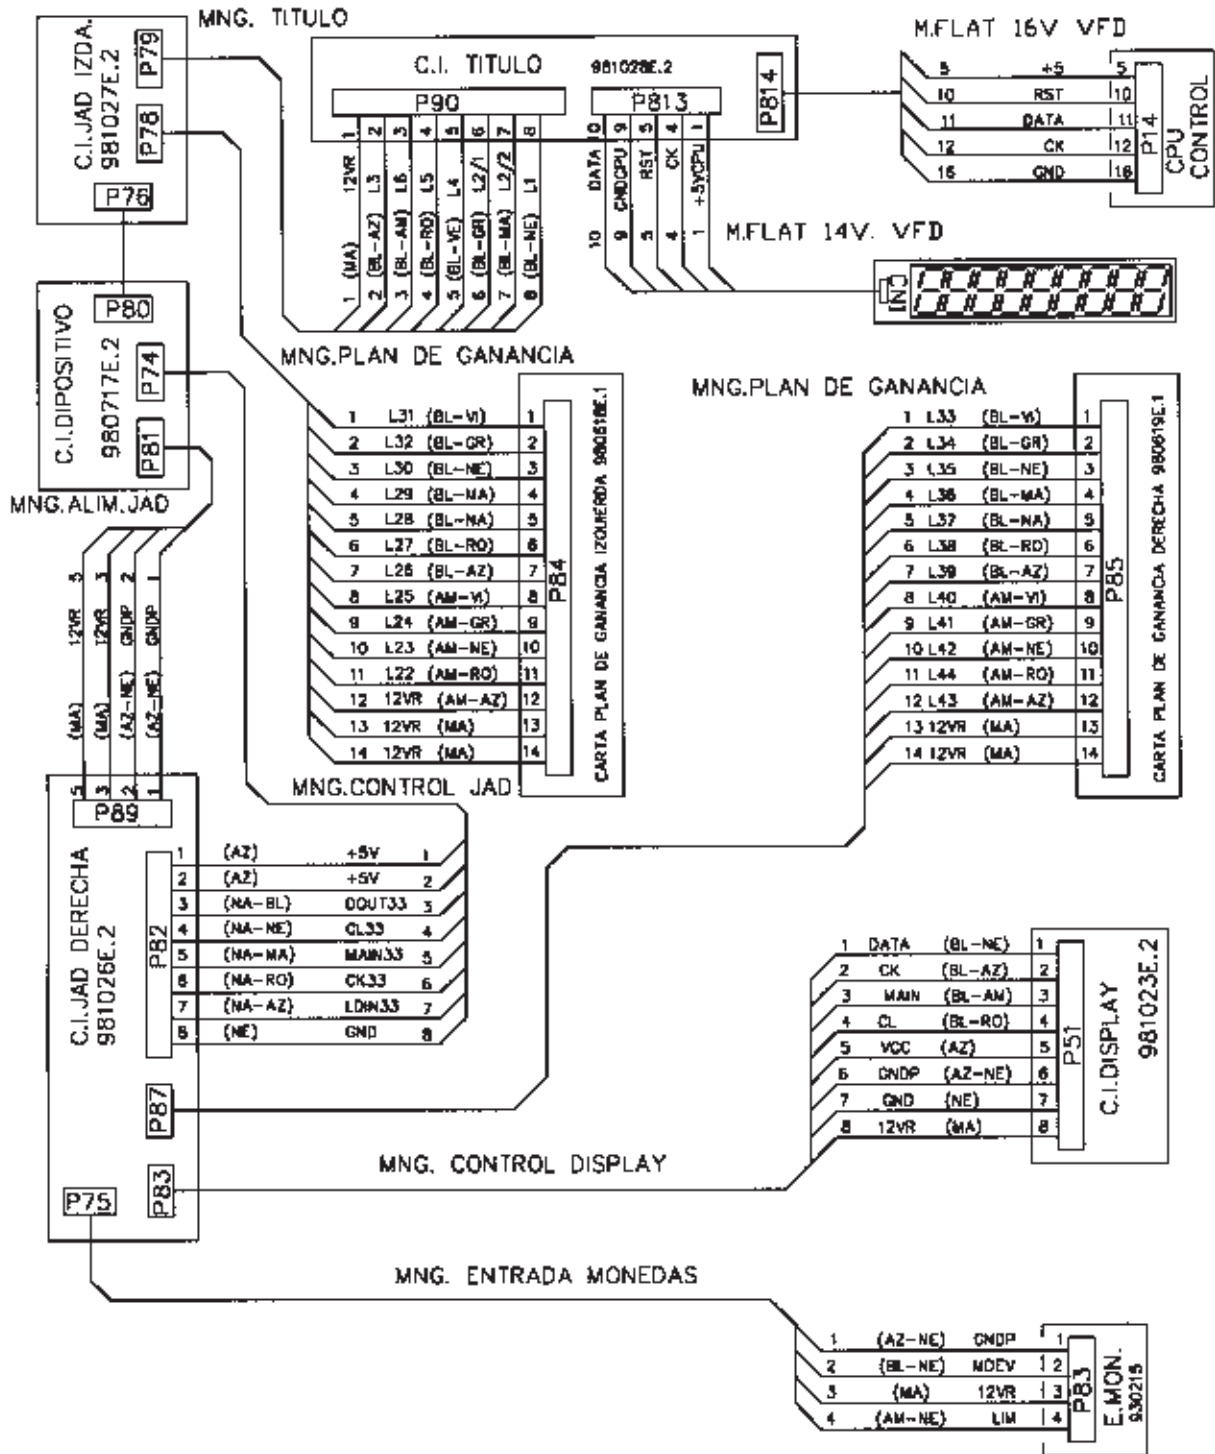 MNG. TITULO
C.I.JAD IZDA.
981027E.2
P79
P78
P76
C.I. TITULO 981028E.2
P90
P813
P814
1 2 3 4 5 6 7 8
10 9 5 4 1
1 (MA) 12VR
2 (BL-AZ) L3
3 (BL-AM) L6
4 (BL-RO) L5
5 (BL-VE) L4
6 (BL-GR) L2/1
7 (BL-MA) L2/2
8 (BL-NE) L1
10 DATA
9 GNDCPU
5 RST
4 CK
1 +5VCPU
M.FLAT 16V VFD
5 +5 5
10 RST 10
11 DATA 11
12 CK 12
16 GND 16
P14
CPU
CONTROL
M.FLAT 14V. VFD
IN0
C.I.DIPOSITIVO
980717E.2
P80
P74
P81
MNG.ALIM.JAD
MNG.PLAN DE GANANCIA
1 L31 (BL-VI) 1
2 L32 (BL-GR) 2
3 L30 (BL-NE) 3
4 L29 (BL-MA) 4
5 L28 (BL-NA) 5
6 L27 (BL-RO) 6
7 L26 (BL-AZ) 7
8 L25 (AM-VI) 8
9 L24 (AM-GR) 9
10 L23 (AM-NE) 10
11 L22 (AM-RO) 11
12 12VR (AM-AZ) 12
13 12VR (MA) 13
14 12VR (MA) 14
P84
CARTA PLAN DE GANANCIA IZQUIERDA 980618E.1
MNG.PLAN DE GANANCIA
1 L33 (BL-VI) 1
2 L34 (BL-GR) 2
3 L35 (BL-NE) 3
4 L36 (BL-MA) 4
5 L37 (BL-NA) 5
6 L38 (BL-RO) 6
7 L39 (BL-AZ) 7
8 L40 (AM-VI) 8
9 L41 (AM-GR) 9
10 L42 (AM-NE) 10
11 L44 (AM-RO) 11
12 L43 (AM-AZ) 12
13 12VR (MA) 13
14 12VR (MA) 14
P85
CARTA PLAN DE GANANCIA DERECHA 980619E.1
5 (MA) 12VR 5
3 (MA) 12VR 3
2 (AZ-NE) GNDP 2
1 (AZ-NE) GNDP 1
P89
MNG.CONTROL JAD
C.I.JAD DERECHA
981026E.2
P82
1 (AZ) +5V 1
2 (AZ) +5V 2
3 (NA-BL) DOUT33 3
4 (NA-NE) CL33 4
5 (NA-MA) MAIN33 5
6 (NA-RO) CK33 6
7 (NA-AZ) LDIN33 7
8 (NE) GND 8
P87
P83
P75
MNG. CONTROL DISPLAY
1 DATA (BL-NE) 1
2 CK (BL-AZ) 2
3 MAIN (BL-AM) 3
4 CL (BL-RO) 4
5 VCC (AZ) 5
6 GNDP (AZ-NE) 6
7 GND (NE) 7
8 12VR (MA) 8
P51
C.I.DISPLAY
981023E.2
MNG. ENTRADA MONEDAS
1 (AZ-NE) GNDP 1
2 (BL-NE) MDEV 2
3 (MA) 12VR 3
4 (AM-NE) LIM 4
P83
E.MON.
930215